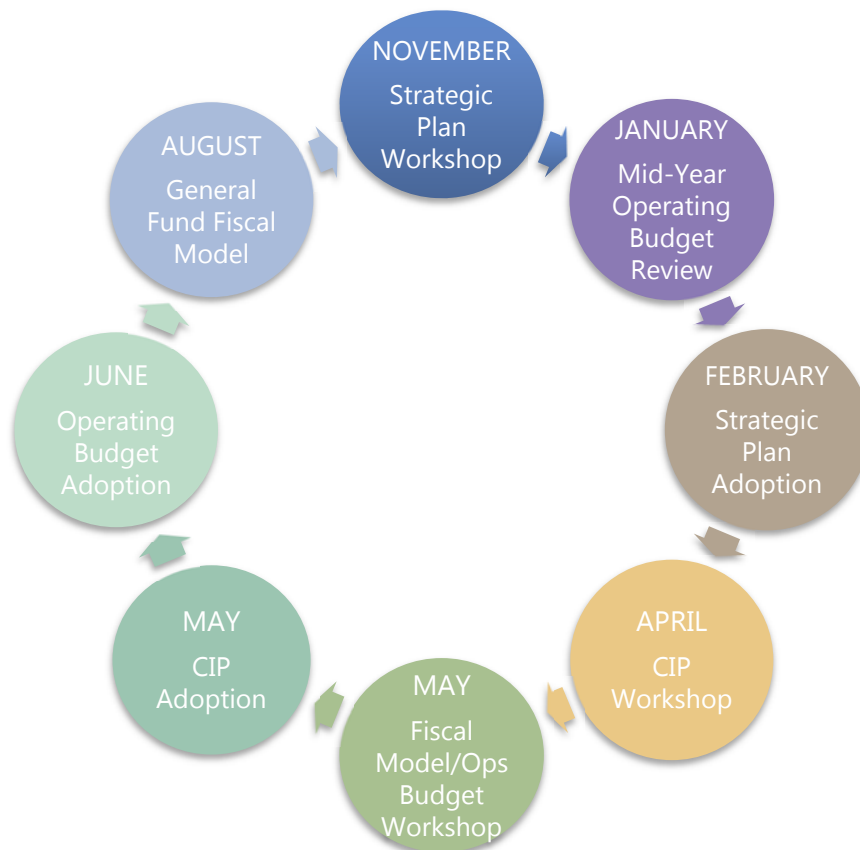 NOVEMBER
Strategic
Plan
Workshop
JANUARY
Mid-Year
Operating
Budget
Review
FEBRUARY
Strategic
Plan
Adoption
APRIL
CIP
Workshop
MAY
Fiscal
Model/Ops
Budget
Workshop
MAY
CIP
Adoption
JUNE
Operating
Budget
Adoption
AUGUST
General
Fund Fiscal
Model